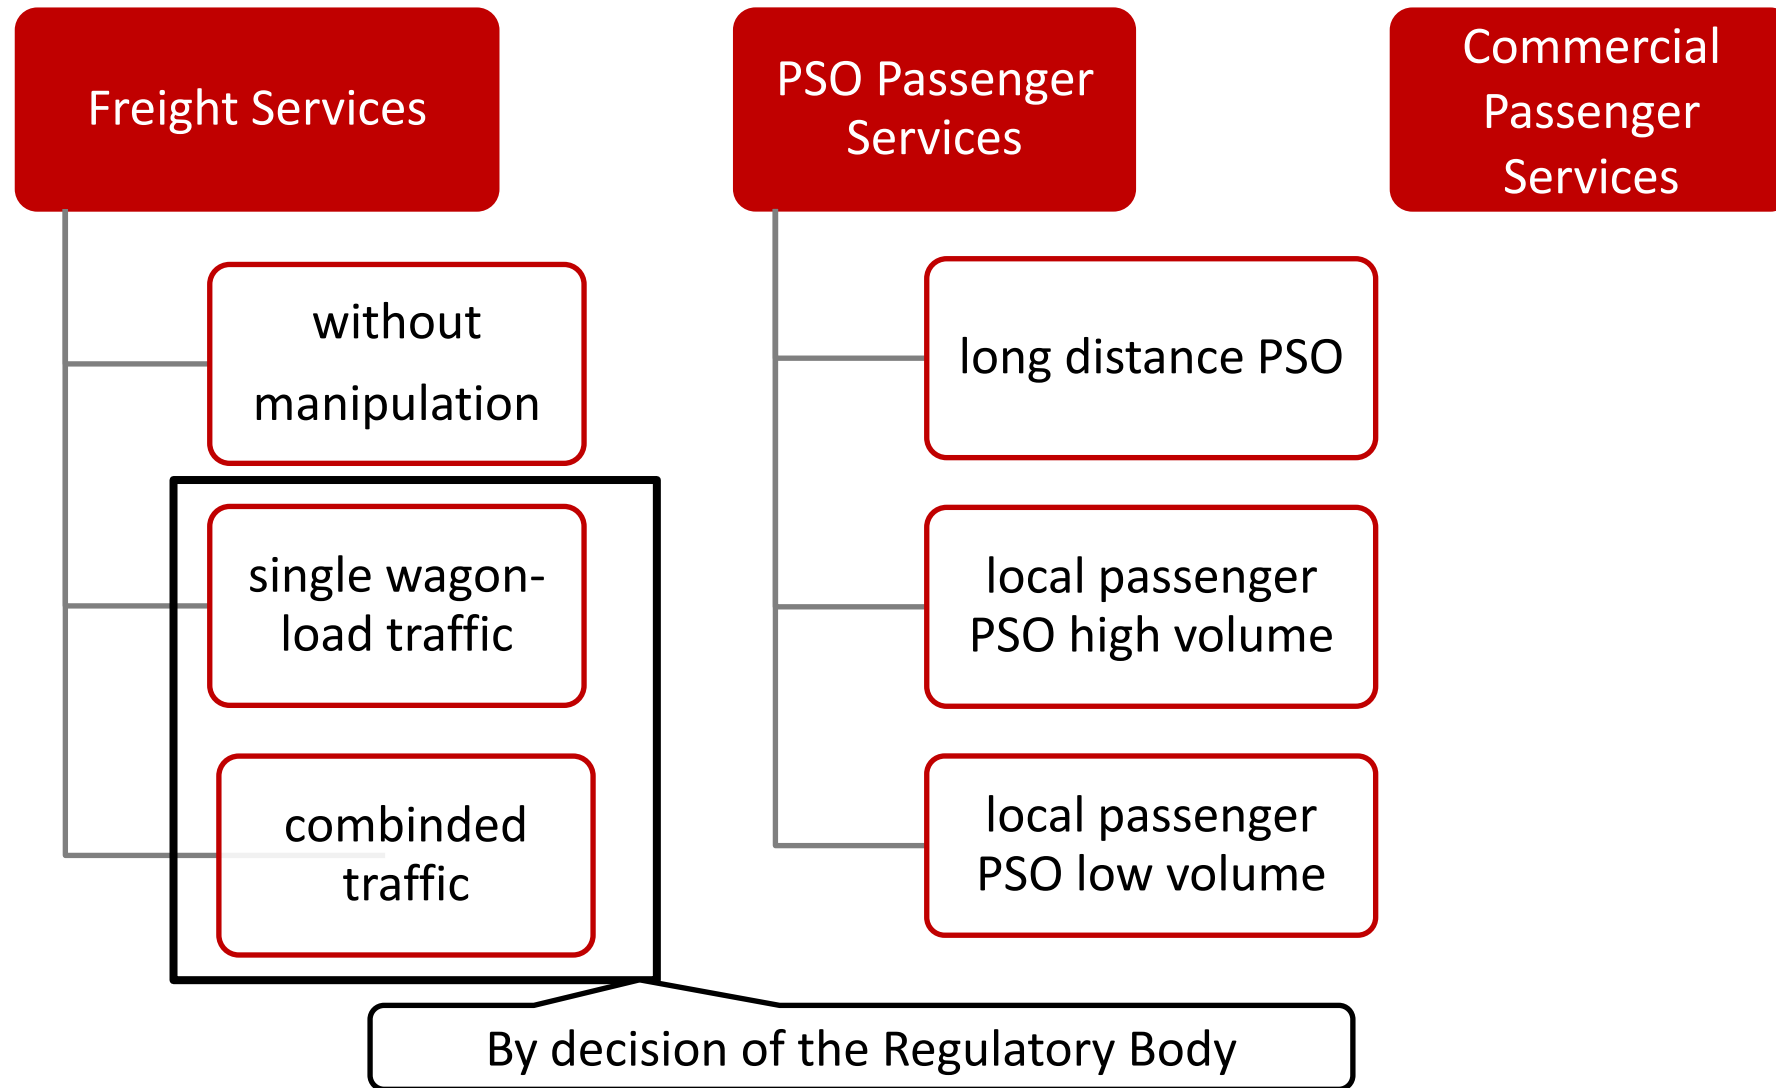 Freight Services
without
manipulation
single wagon-
load traffic
combinded
traffic
PSO Passenger
Services
long distance PSO
local passenger
PSO high volume
local passenger
PSO low volume
Commercial
Passenger
Services
By decision of the Regulatory Body